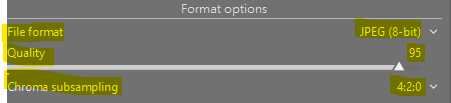 Format options
File format JPEG (8-bit)
Quality 95
Chroma subsampling 4:2:0